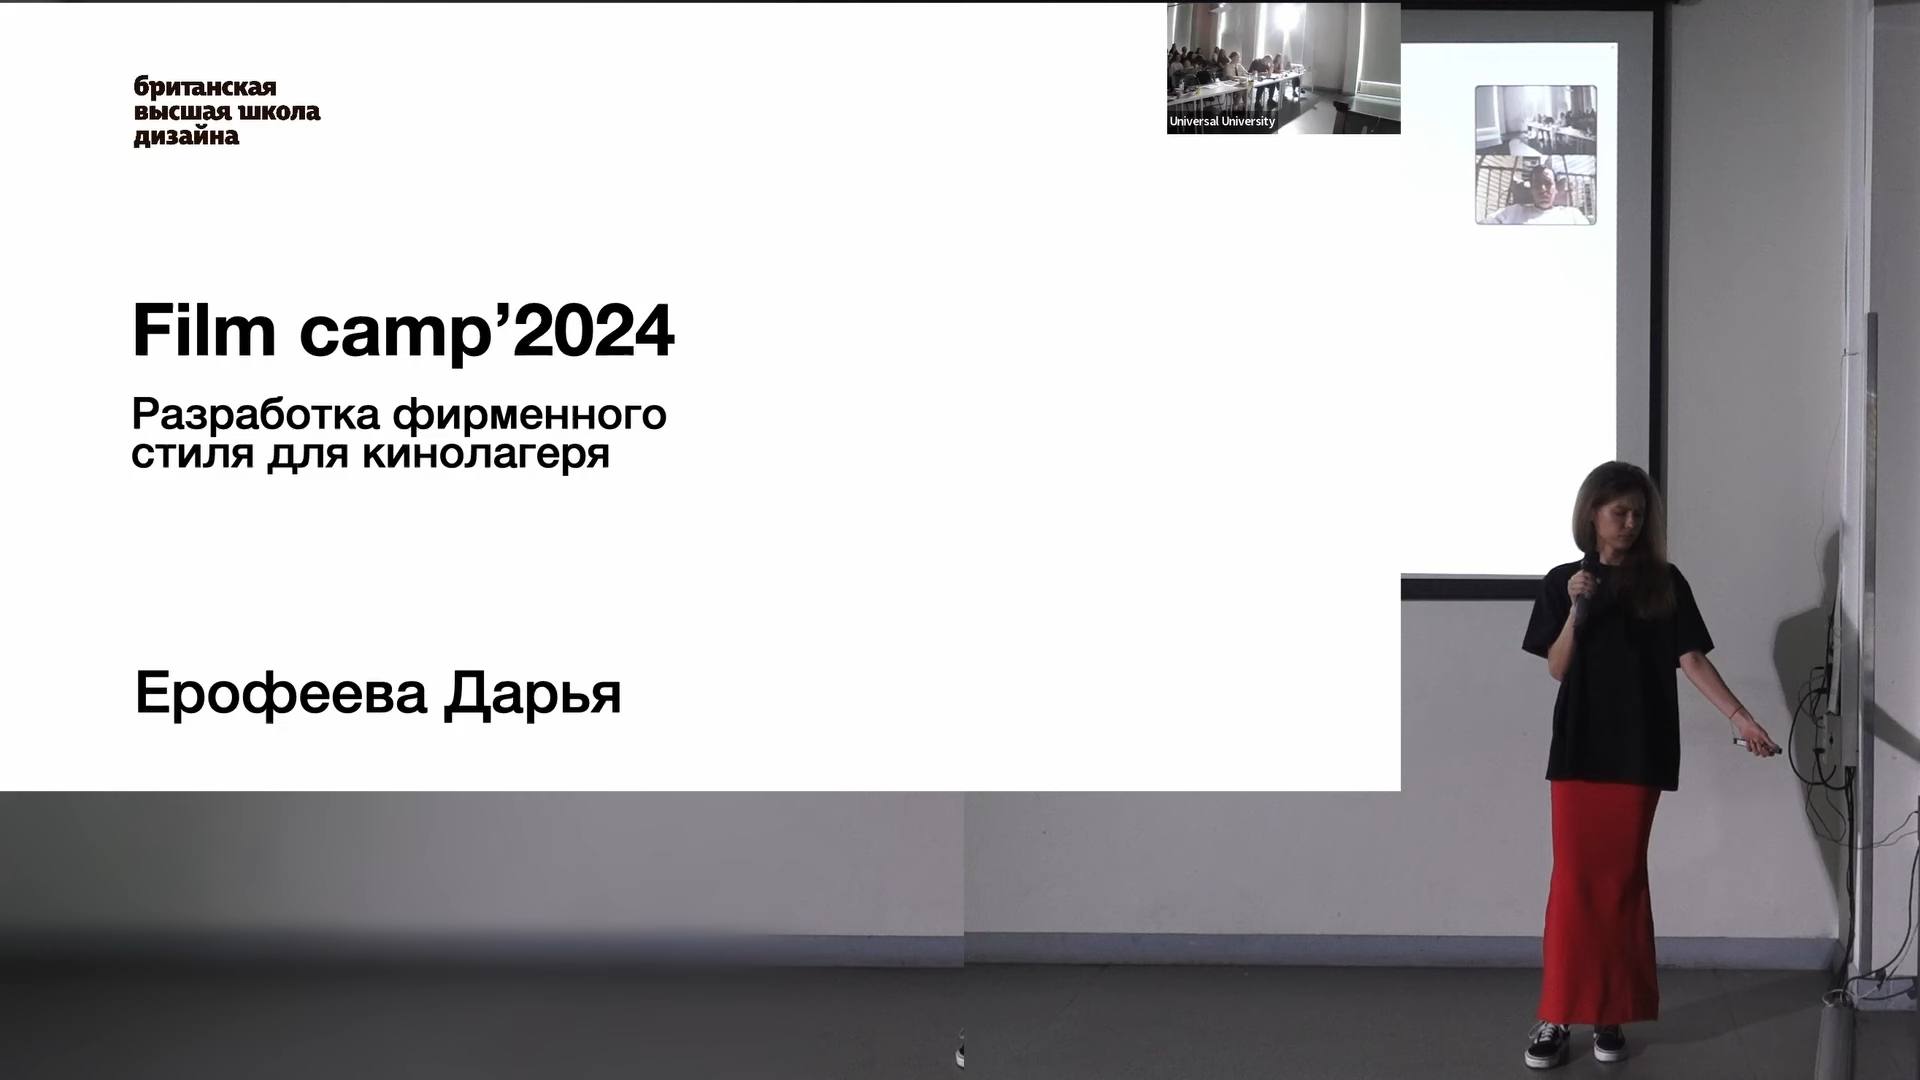 британская
высшая школа
дизайна
Universal University
Film camp’2024
Разработка фирменного
стиля для кинолагеря
Ерофеева Дарья